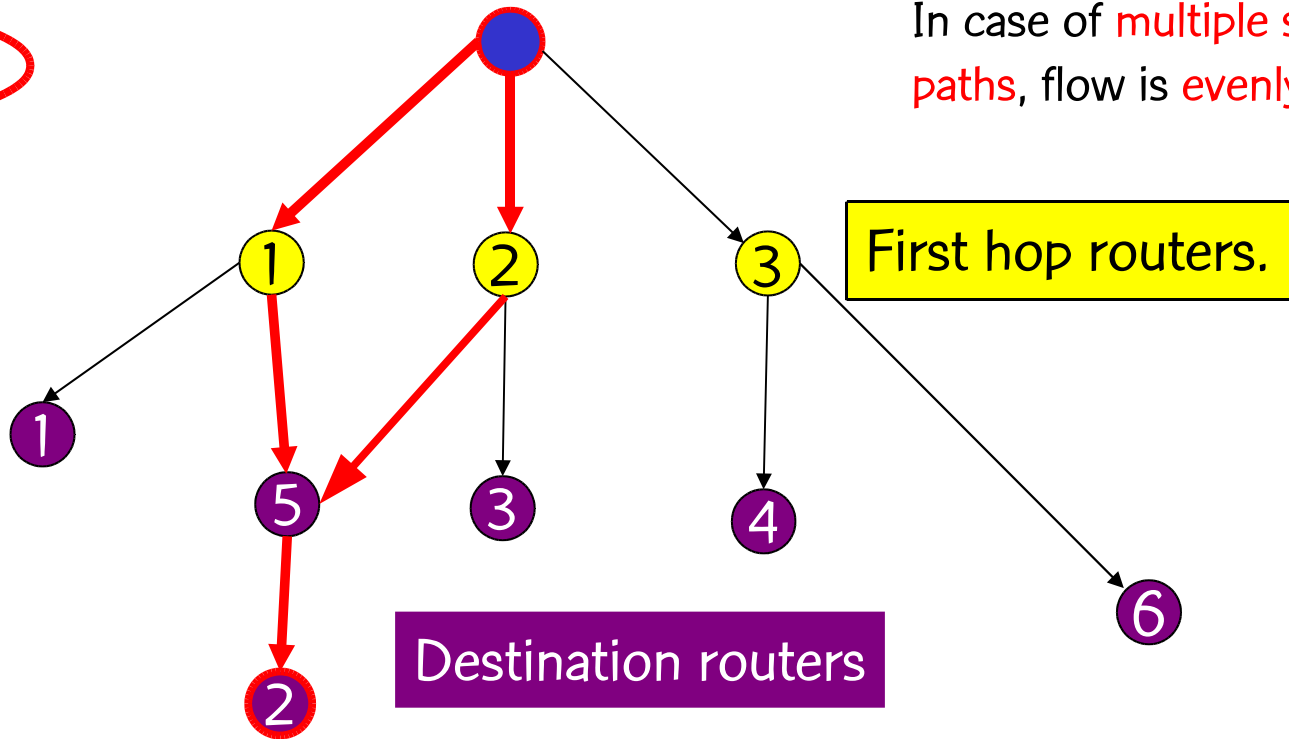 In case of multiple
paths, flow is evenly
1
2
3
First hop routers.
1
5
3
4
6
Destination routers
2